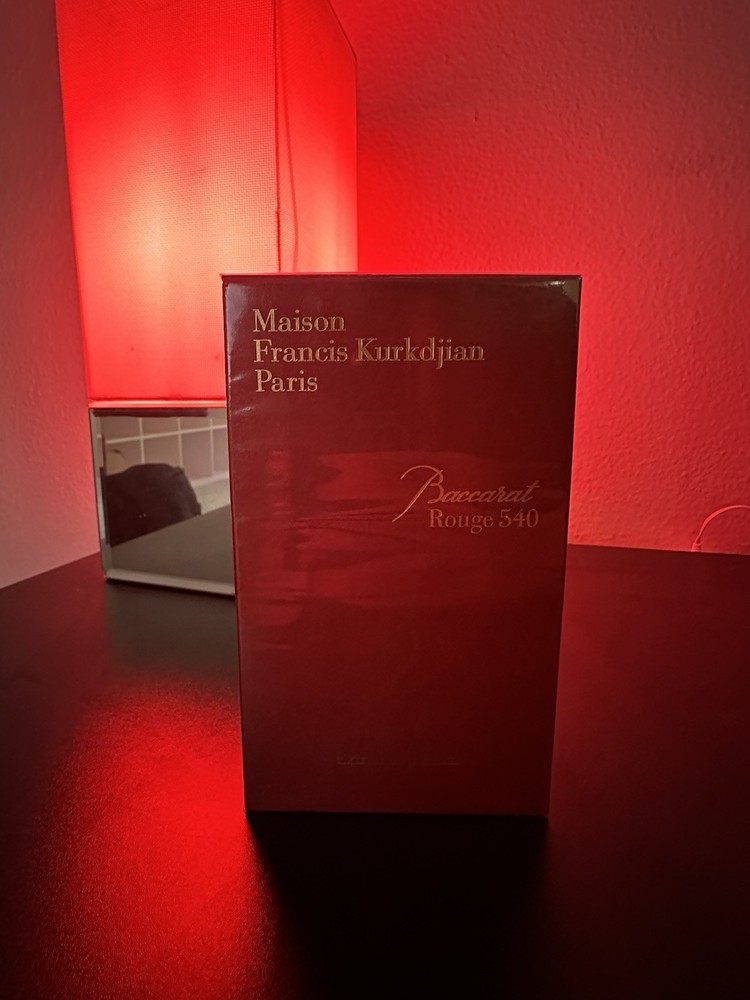 Maison
Francis Kurkdjian
Paris
Baccarat
Rouge 540